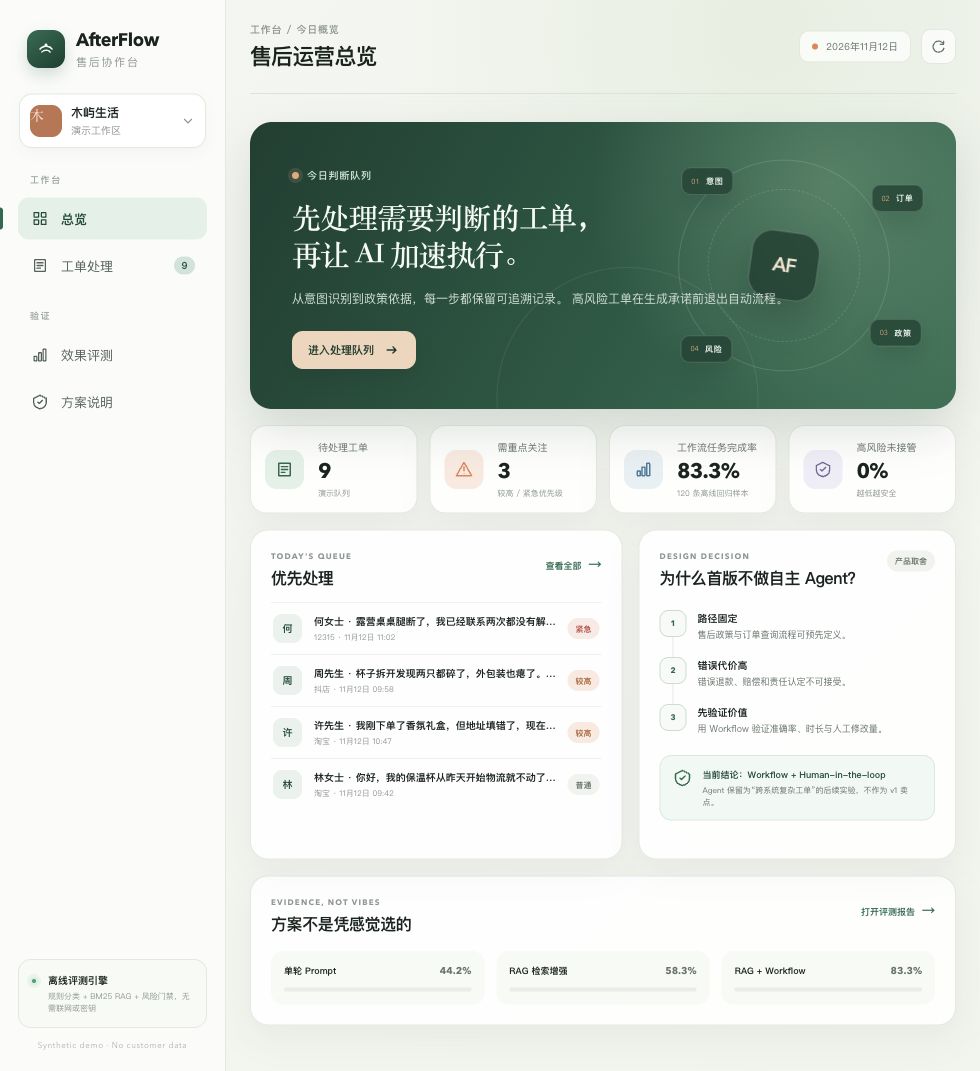 AfterFlow
售后协作台
木
木屿生活
演示工作区
工作台
总览
工单处理
9
验证
效果评测
方案说明
离线评测引擎
规则分类 + BM25 RAG + 风险门禁，无
需联网或密钥
Synthetic demo · No customer data
工作台 / 今日概览
售后运营总览
2026年11月12日
今日判断队列
先处理需要判断的工单，
再让 AI 加速执行。
从意图识别到政策依据，每一步都保留可追溯记录。 高风险工单在生成承诺前退出自动流程。
进入处理队列 →
01 意图
02 订单
AF
03 政策
04 风险
待处理工单
9
演示队列
需重点关注
3
较高 / 紧急优先级
工作流任务完成率
83.3%
120 条离线回归样本
高风险未接管
0%
越低越安全
TODAY'S QUEUE
优先处理
查看全部 →
何
何女士 · 露营桌桌腿断了，我已经联系两次都没有解...
12315 · 11月12日 11:02
紧急
周
周先生 · 杯子拆开发现两只都碎了，外包装也瘪了。...
抖店 · 11月12日 09:58
较高
许
许先生 · 我刚下单了香氛礼盒，但地址填错了，现在...
淘宝 · 11月12日 10:47
较高
林
林女士 · 你好，我的保温杯从昨天开始物流就不动了...
淘宝 · 11月12日 09:42
普通
DESIGN DECISION
为什么首版不做自主 Agent?
产品取舍
1
路径固定
售后政策与订单查询流程可预先定义。
2
错误代价高
错误退款、赔偿和责任认定不可接受。
3
先验证价值
用 Workflow 验证准确率、时长与人工修改量。
当前结论：Workflow + Human-in-the-loop
Agent 保留为“跨系统复杂工单”的后续实验，不作为 v1 卖
点。
EVIDENCE, NOT VIBES
方案不是凭感觉选的
打开评测报告 →
单轮 Prompt 44.2%
RAG 检索增强 58.3%
RAG + Workflow 83.3%